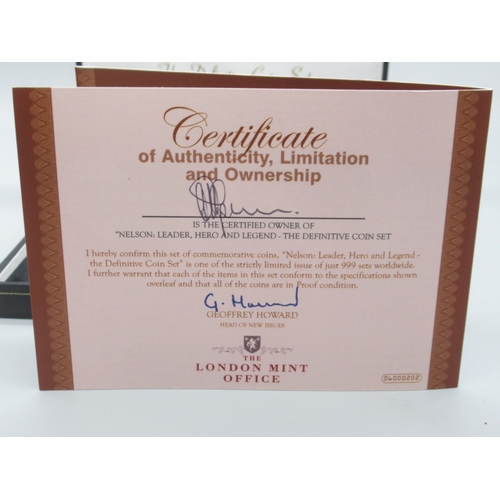 Certificate
of Authenticity, Limitation
and Ownership
IS THE CERTIFIED OWNER OF
"NELSON: LEADER, HERO AND LEGEND - THE DEFINITIVE COIN SET
I hereby confirm this set of commemorative coins, "Nelson: Leader, Hero and Legend -
the Definitive Coin Set" is one of the strictly limited issue of just 999 sets worldwide.
I further warrant that each of the items in this set conform to the specifications shown
overleaf and that all of the coins are in Proof condition.
G. Howard
GEOFFREY HOWARD
HEAD OF NEW ISSUES
THE
LONDON MINT
OFFICE
06000202